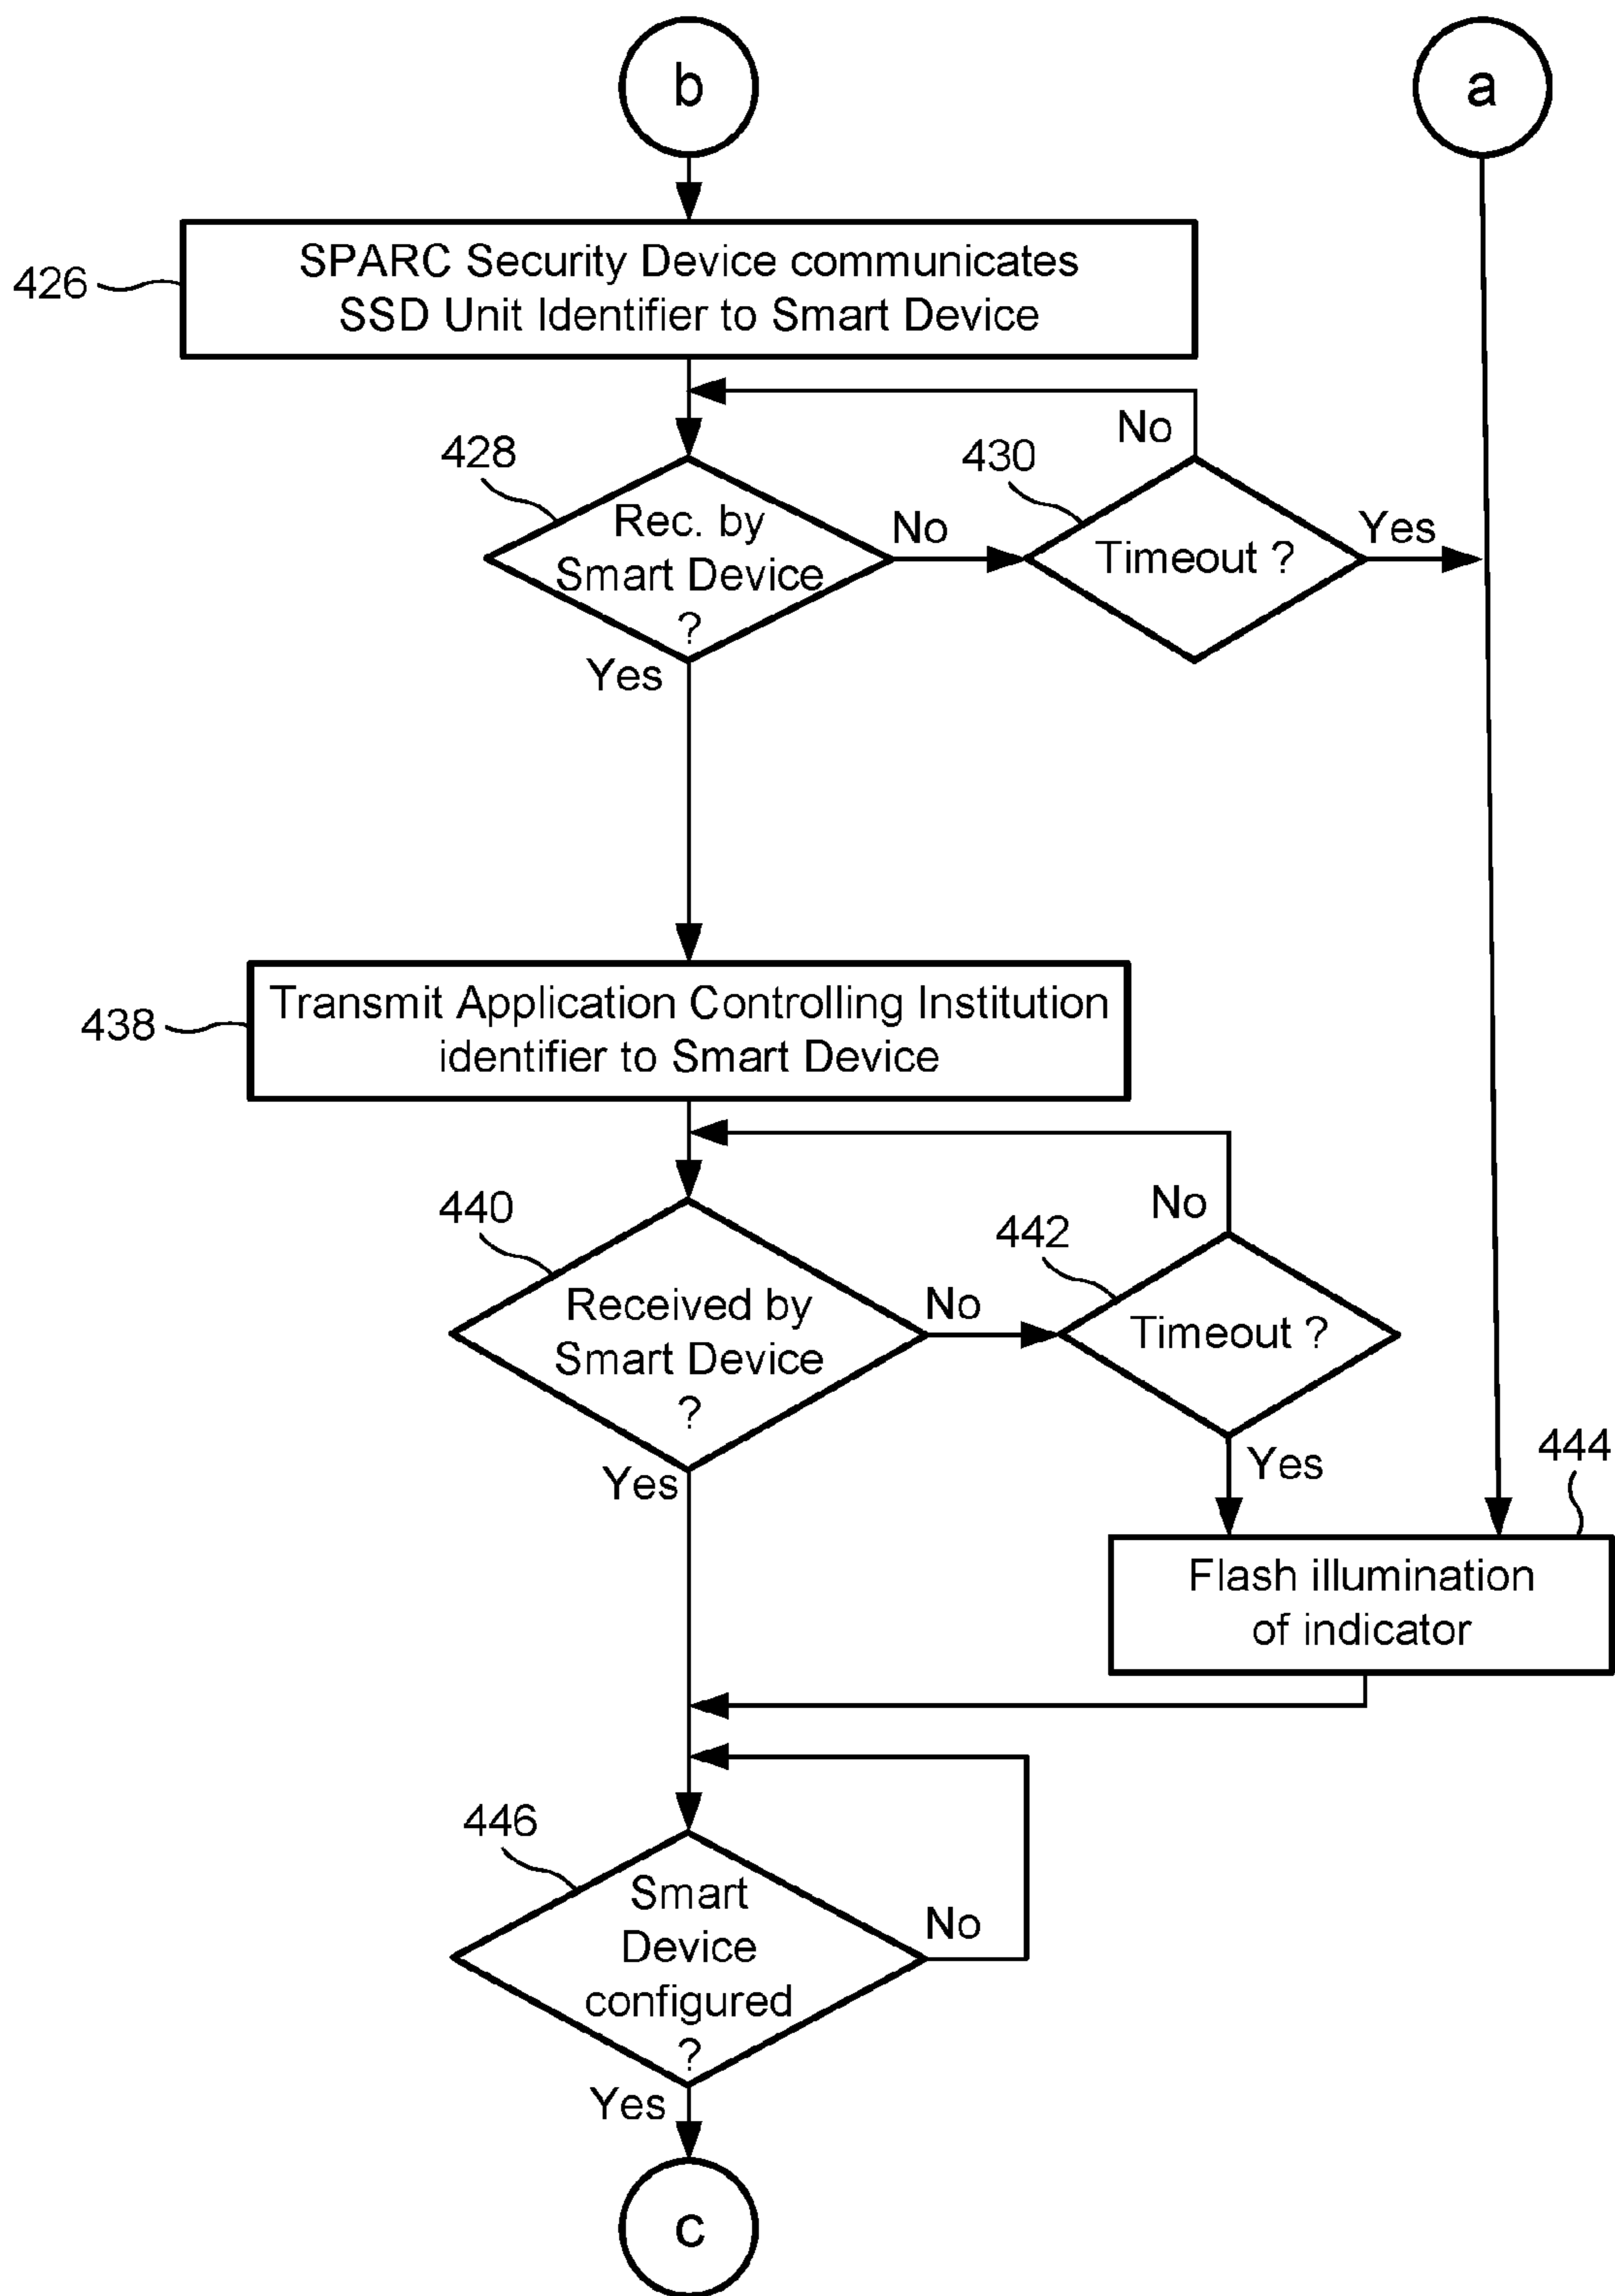 b
a
426
SPARC Security Device communicates
SSD Unit Identifier to Smart Device
No
428
430
Rec. by
Smart Device
?
No
Timeout ?
Yes
Yes
438
Transmit Application Controlling Institution
identifier to Smart Device
No
440
442
Received by
Smart Device
?
No
Timeout ?
Yes
Yes
444
Flash illumination
of indicator
446
Smart
Device
configured
?
No
Yes
c